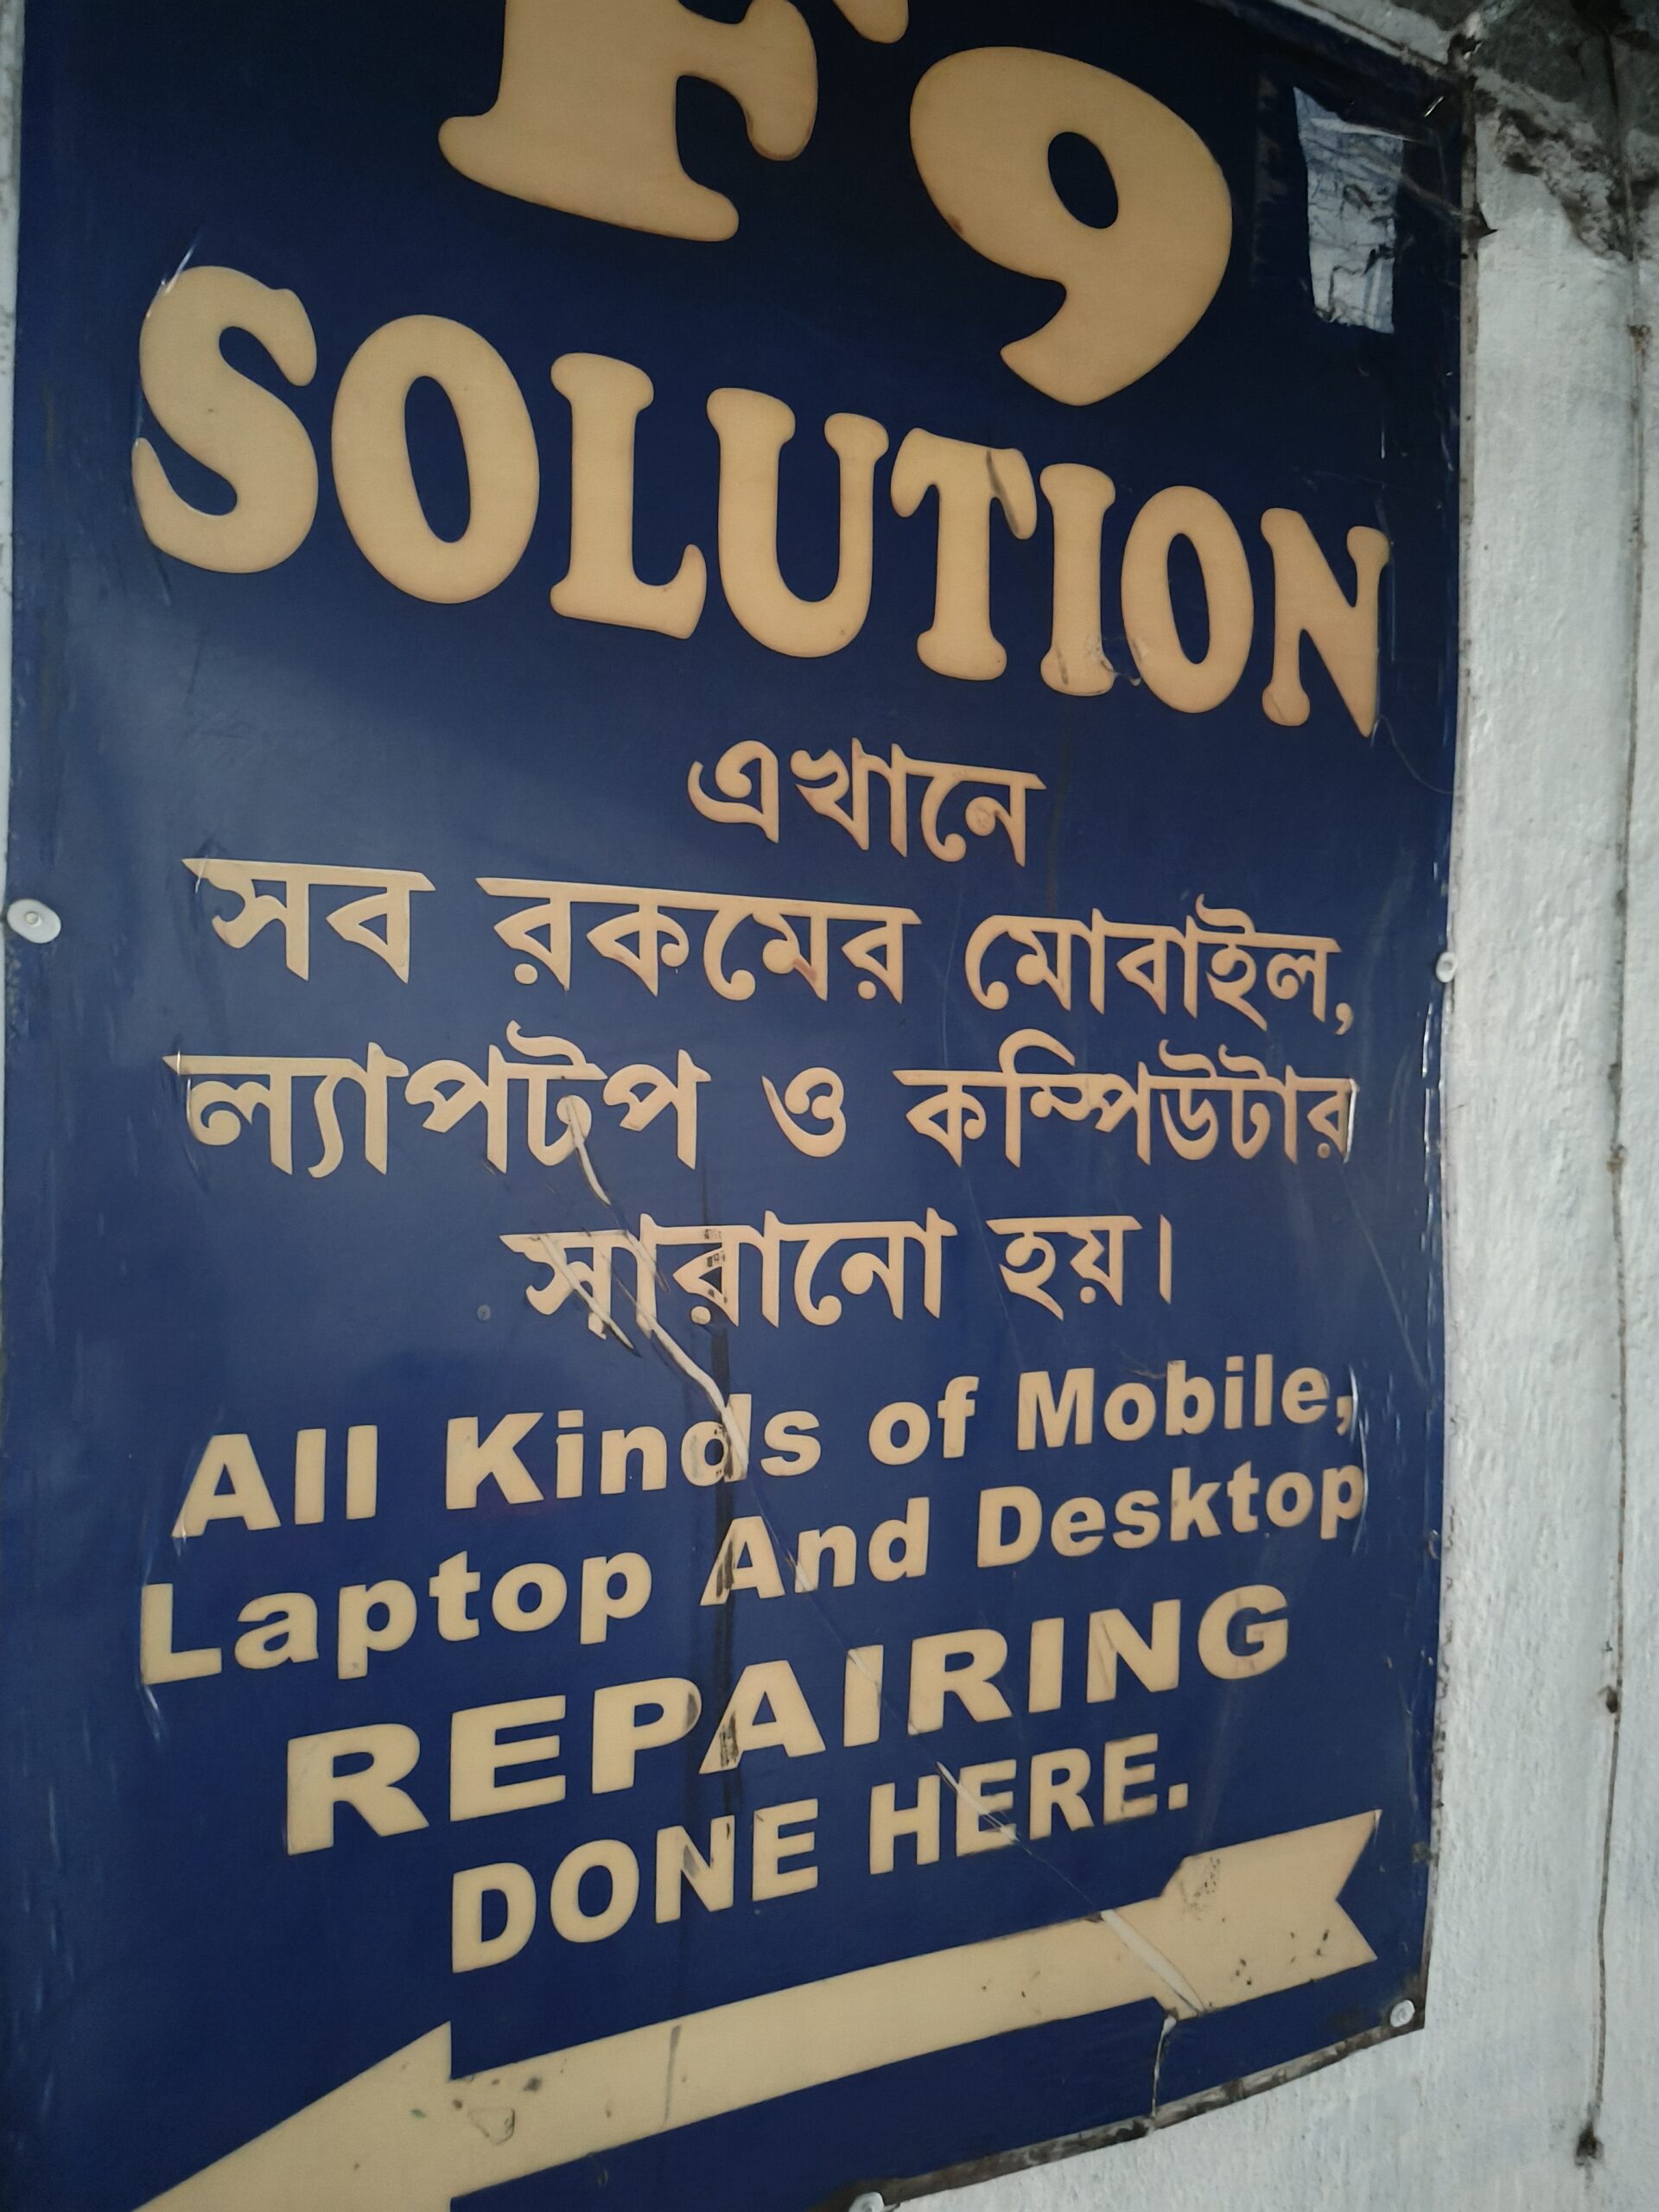 F9
SOLUTION
এখানে
সব রকমের মোবাইল,
ল্যাপটপ ও কম্পিউটার
সারানো হয়।
All Kinds of Mobile,
Laptop And Desktop
REPAIRING
DONE HERE.